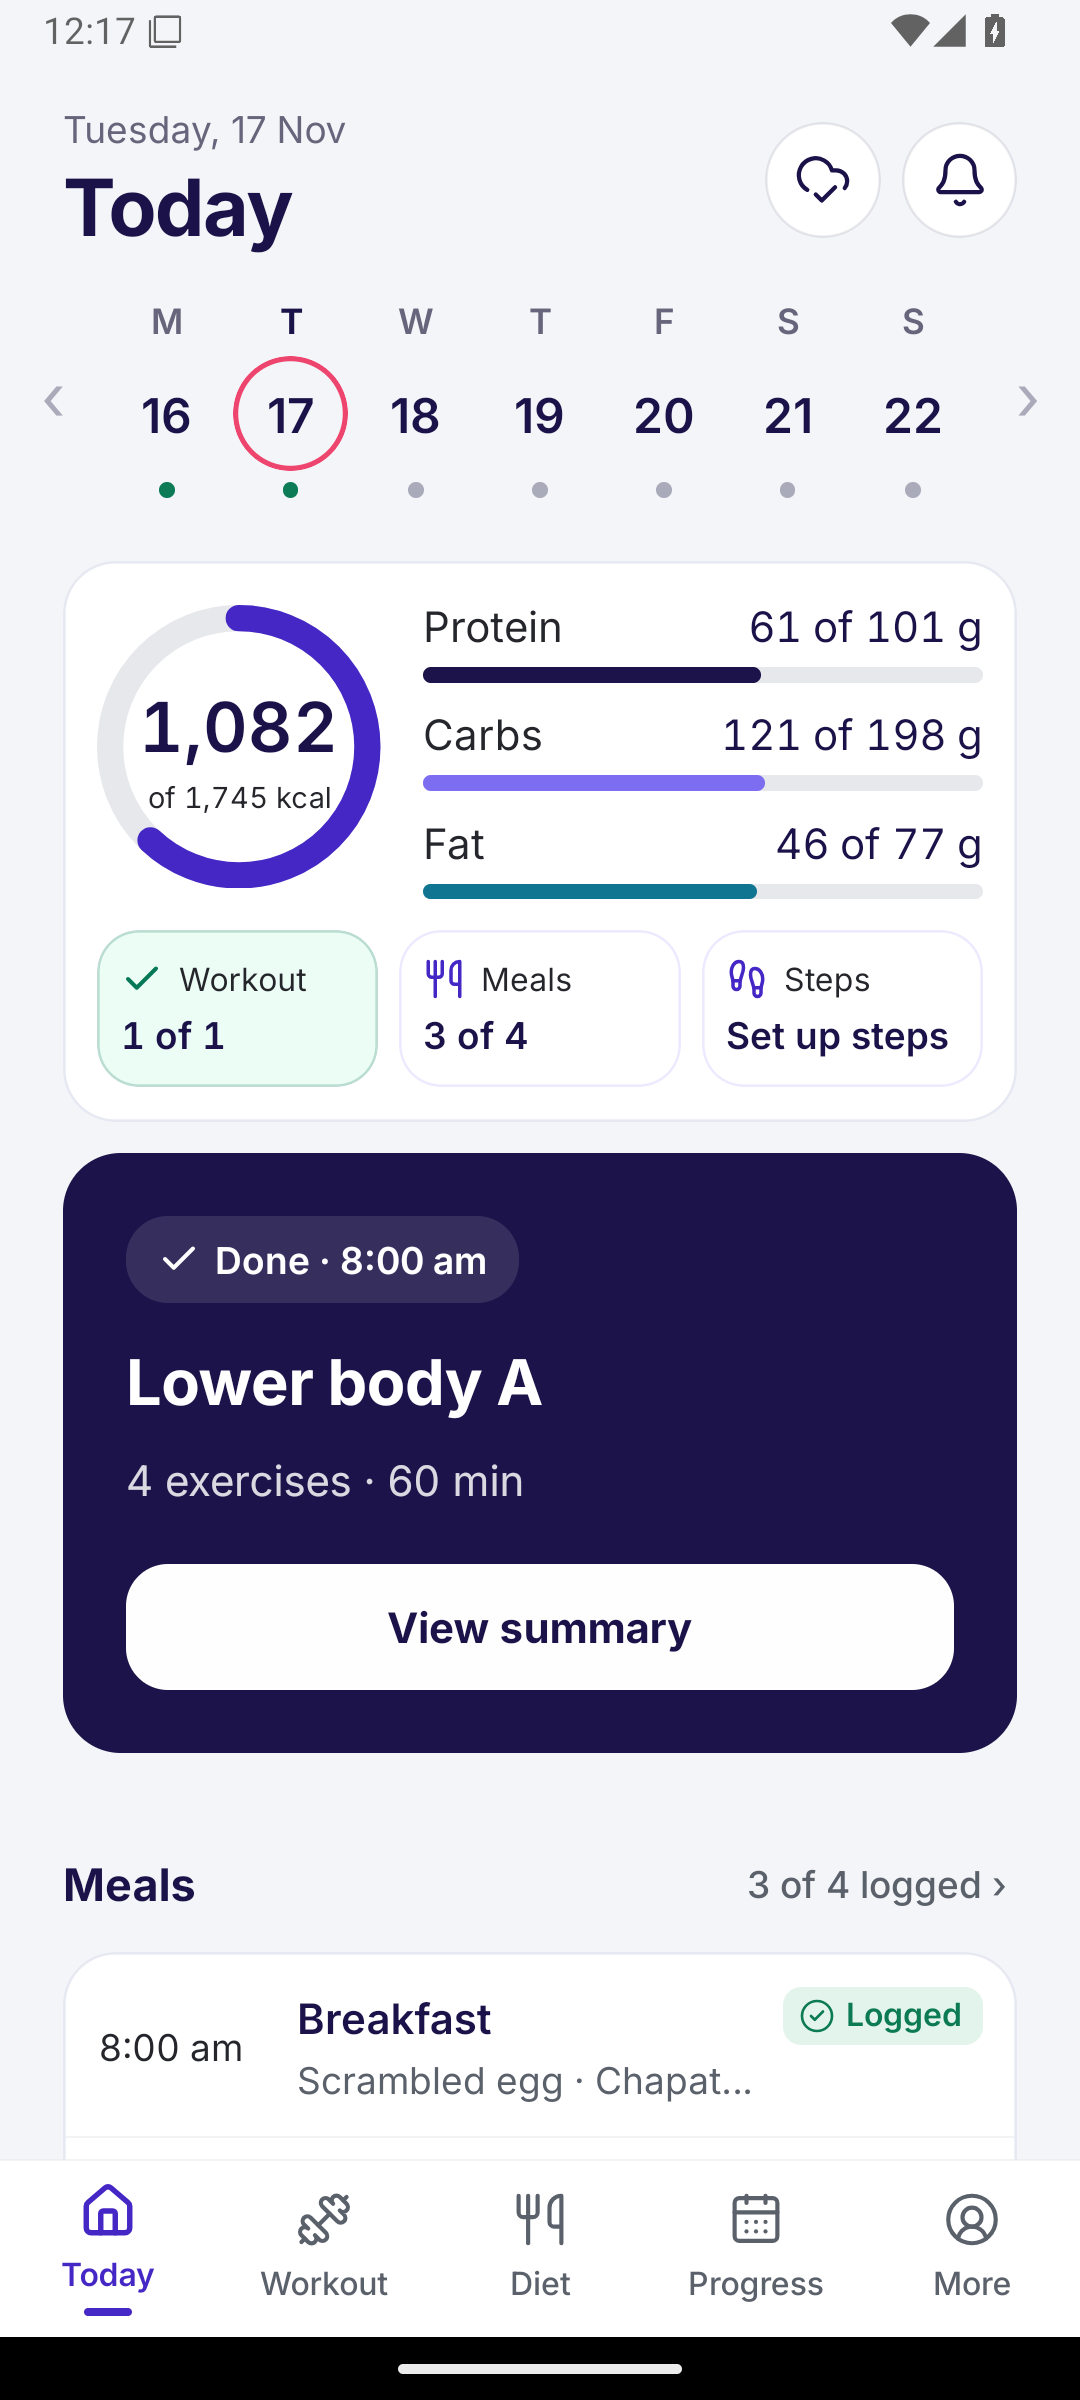 12:17
Tuesday, 17 Nov
Today
M T W T F S S
‹ 16 17 18 19 20 21 22 ›
1,082
of 1,745 kcal
Protein 61 of 101 g
Carbs 121 of 198 g
Fat 46 of 77 g
Workout
1 of 1
Meals
3 of 4
Steps
Set up steps
Done · 8:00 am
Lower body A
4 exercises · 60 min
View summary
Meals 3 of 4 logged ›
8:00 am
Breakfast
Logged
Scrambled egg · Chapat...
Today Workout Diet Progress More